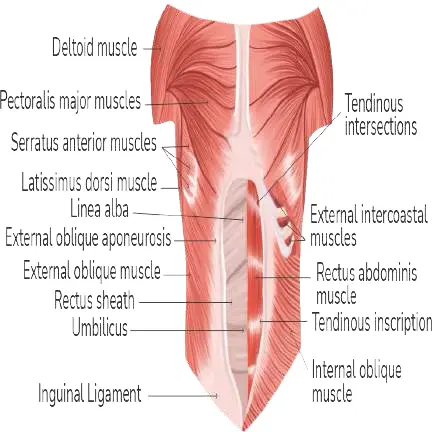 Deltoid muscle
Pectoralis major muscles
Serratus anterior muscles
Latissimus dorsi muscle
Linea alba
External oblique aponeurosis
External oblique muscle
Rectus sheath
Umbilicus
Inguinal Ligament
Tendinous
intersections
External intercoastal
muscles
Rectus abdominis
muscle
Tendinous inscription
Internal oblique
muscle